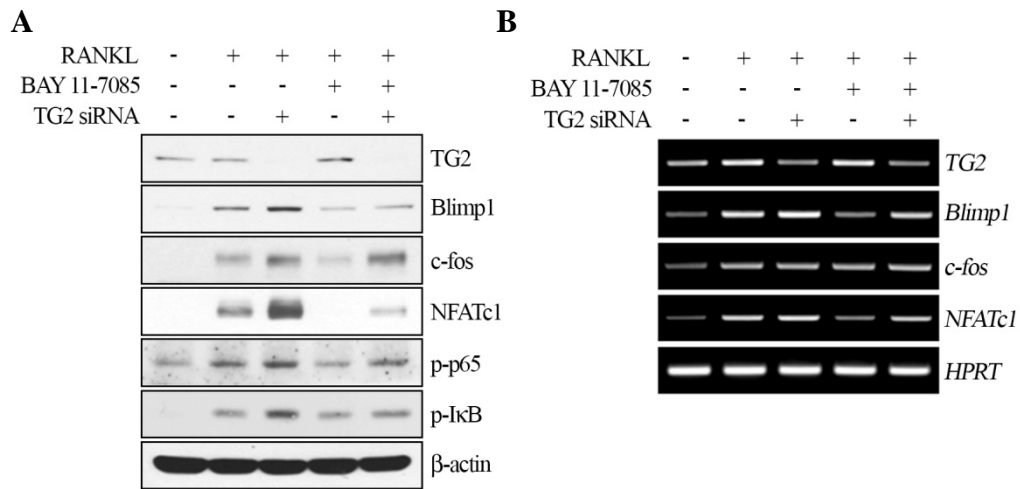 A
RANKL - + + + +
BAY 11-7085 - - - + +
TG2 siRNA - - + - +
TG2
Blimp1
c-fos
NFATc1
p-p65
p-IκB
β-actin
B
RANKL - + + + +
BAY 11-7085 - - - + +
TG2 siRNA - - + - +
TG2
Blimp1
c-fos
NFATc1
HPRT